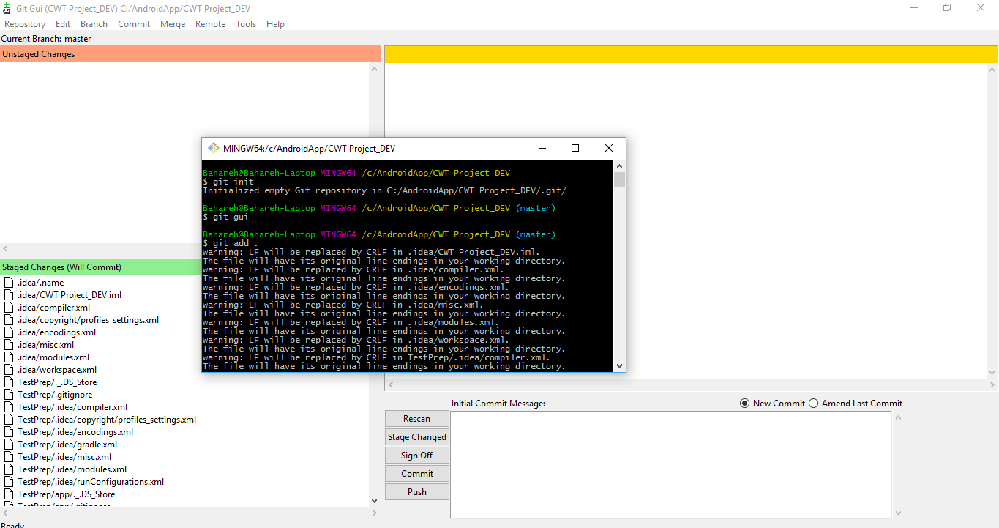 Git Gui (CWT Project_DEV) C:/AndroidApp/CWT Project_DEV
Repository Edit Branch Commit Merge Remote Tools Help
Current Branch: master
Unstaged Changes
MINGW64:/c/AndroidApp/CWT Project_DEV
Bahareh@Bahareh-Laptop MINGW64 /c/AndroidApp/CWT Project_DEV
$ git init
Initialized empty Git repository in C:/AndroidApp/CWT Project_DEV/.git/
Bahareh@Bahareh-Laptop MINGW64 /c/AndroidApp/CWT Project_DEV (master)
$ git gui
Bahareh@Bahareh-Laptop MINGW64 /c/AndroidApp/CWT Project_DEV (master)
$ git add .
warning: LF will be replaced by CRLF in .idea/CWT Project_DEV.iml.
The file will have its original line endings in your working directory.
warning: LF will be replaced by CRLF in .idea/compiler.xml.
The file will have its original line endings in your working directory.
warning: LF will be replaced by CRLF in .idea/encodings.xml.
The file will have its original line endings in your working directory.
warning: LF will be replaced by CRLF in .idea/misc.xml.
The file will have its original line endings in your working directory.
warning: LF will be replaced by CRLF in .idea/modules.xml.
The file will have its original line endings in your working directory.
warning: LF will be replaced by CRLF in .idea/workspace.xml.
The file will have its original line endings in your working directory.
warning: LF will be replaced by CRLF in TestPrep/.idea/compiler.xml.
The file will have its original line endings in your working directory.
Staged Changes (Will Commit)
.idea/.name
.idea/CWT Project_DEV.iml
.idea/compiler.xml
.idea/copyright/profiles_settings.xml
.idea/encodings.xml
.idea/misc.xml
.idea/modules.xml
.idea/workspace.xml
TestPrep/._.DS_Store
TestPrep/.gitignore
TestPrep/.idea/compiler.xml
TestPrep/.idea/copyright/profiles_settings.xml
TestPrep/.idea/encodings.xml
TestPrep/.idea/gradle.xml
TestPrep/.idea/misc.xml
TestPrep/.idea/modules.xml
TestPrep/.idea/runConfigurations.xml
TestPrep/app/._.DS_Store
TestPrep/app/.gitignore
Initial Commit Message:
New Commit
Amend Last Commit
Rescan
Stage Changed
Sign Off
Commit
Push
Ready